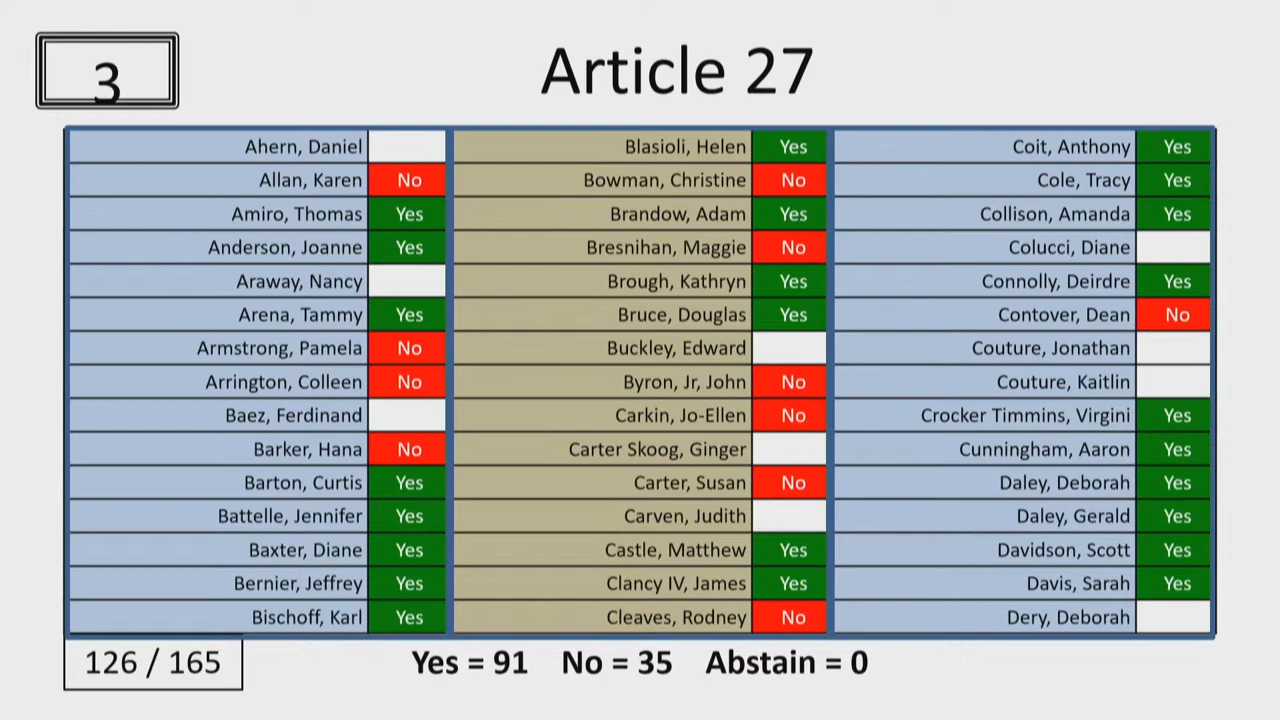 3
Article 27
Ahern, Daniel
Allan, Karen No
Amiro, Thomas Yes
Anderson, Joanne Yes
Araway, Nancy
Arena, Tammy Yes
Armstrong, Pamela No
Arrington, Colleen No
Baez, Ferdinand
Barker, Hana No
Barton, Curtis Yes
Battelle, Jennifer Yes
Baxter, Diane Yes
Bernier, Jeffrey Yes
Bischoff, Karl Yes
Blasioli, Helen Yes
Bowman, Christine No
Brandow, Adam Yes
Bresnihan, Maggie No
Brough, Kathryn Yes
Bruce, Douglas Yes
Buckley, Edward
Byron, Jr, John No
Carkin, Jo-Ellen No
Carter Skoog, Ginger
Carter, Susan No
Carven, Judith
Castle, Matthew Yes
Clancy IV, James Yes
Cleaves, Rodney No
Coit, Anthony Yes
Cole, Tracy Yes
Collison, Amanda Yes
Colucci, Diane
Connolly, Deirdre Yes
Contover, Dean No
Couture, Jonathan
Couture, Kaitlin
Crocker Timmins, Virgini Yes
Cunningham, Aaron Yes
Daley, Deborah Yes
Daley, Gerald Yes
Davidson, Scott Yes
Davis, Sarah Yes
Dery, Deborah
126 / 165
Yes = 91 No = 35 Abstain = 0